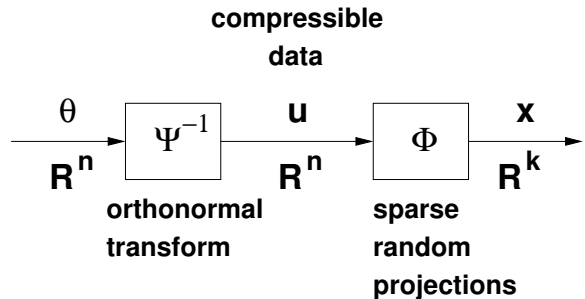 compressible
data
θ
Ψ⁻¹
u
Φ
x
Rⁿ
Rⁿ
Rᵏ
orthonormal
transform
sparse
random
projections